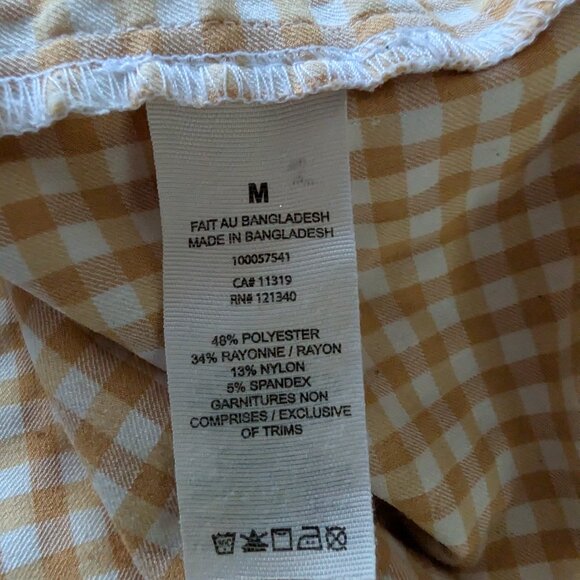 M
FAIT AU BANGLADESH
MADE IN BANGLADESH
100057541
CA# 11319
RN# 121340
48% POLYESTER
34% RAYONNE / RAYON
13% NYLON
5% SPANDEX
GARNITURES NON
COMPRISES / EXCLUSIVE
OF TRIMS